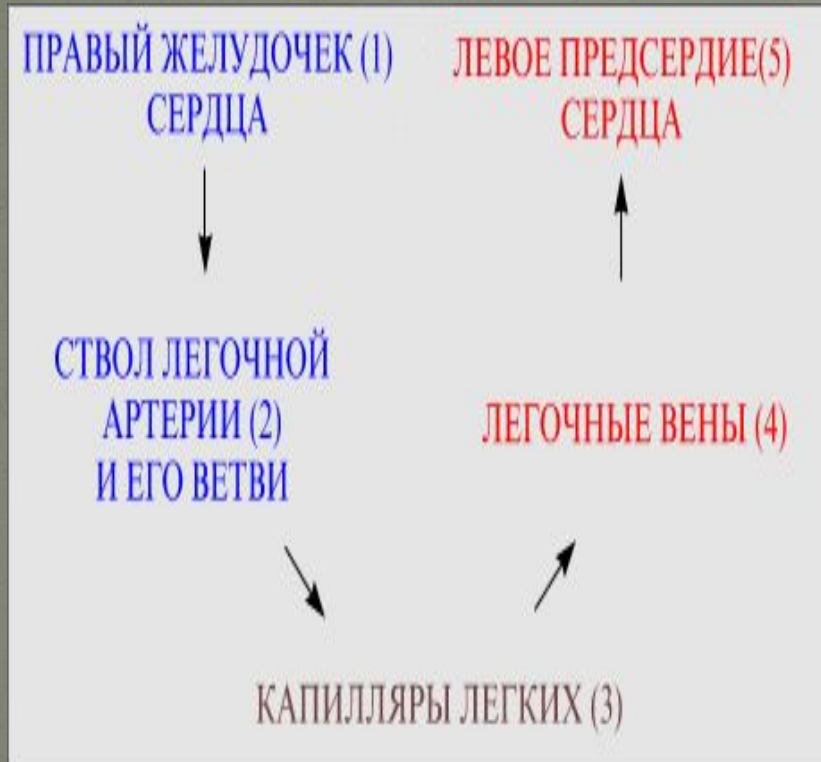 ПРАВЫЙ ЖЕЛУДОЧЕК (1)
СЕРДЦА
СТВОЛ ЛЕГОЧНОЙ
АРТЕРИИ (2)
И ЕГО ВЕТВИ
КАПИЛЛЯРЫ ЛЕГКИХ (3)
ЛЕГОЧНЫЕ ВЕНЫ (4)
ЛЕВОЕ ПРЕДСЕРДИЕ(5)
СЕРДЦА